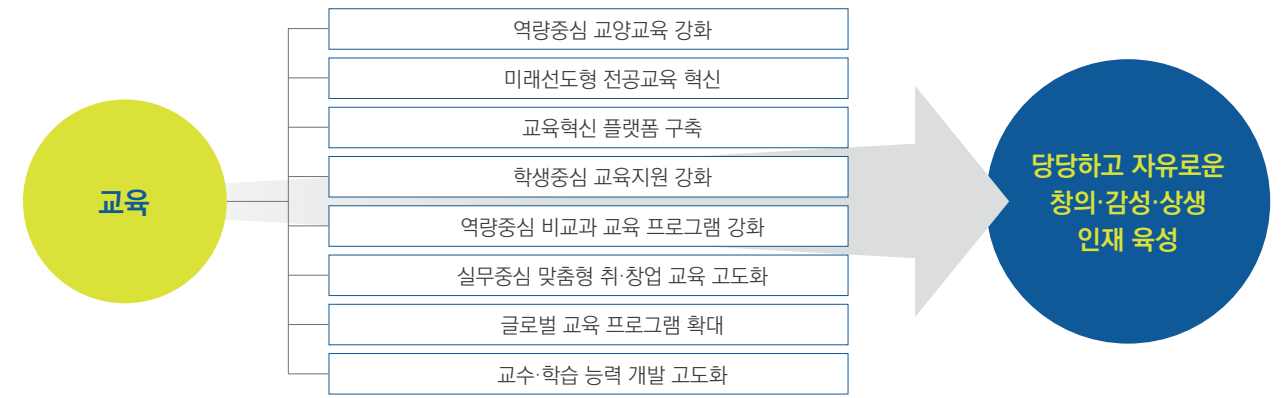 교육
역량중심 교양교육 강화
미래선도형 전공교육 혁신
교육혁신 플랫폼 구축
학생중심 교육지원 강화
역량중심 비교과 교육 프로그램 강화
실무중심 맞춤형 취·창업 교육 고도화
글로벌 교육 프로그램 확대
교수·학습 능력 개발 고도화
당당하고 자유로운
창의·감성·상생
인재 육성